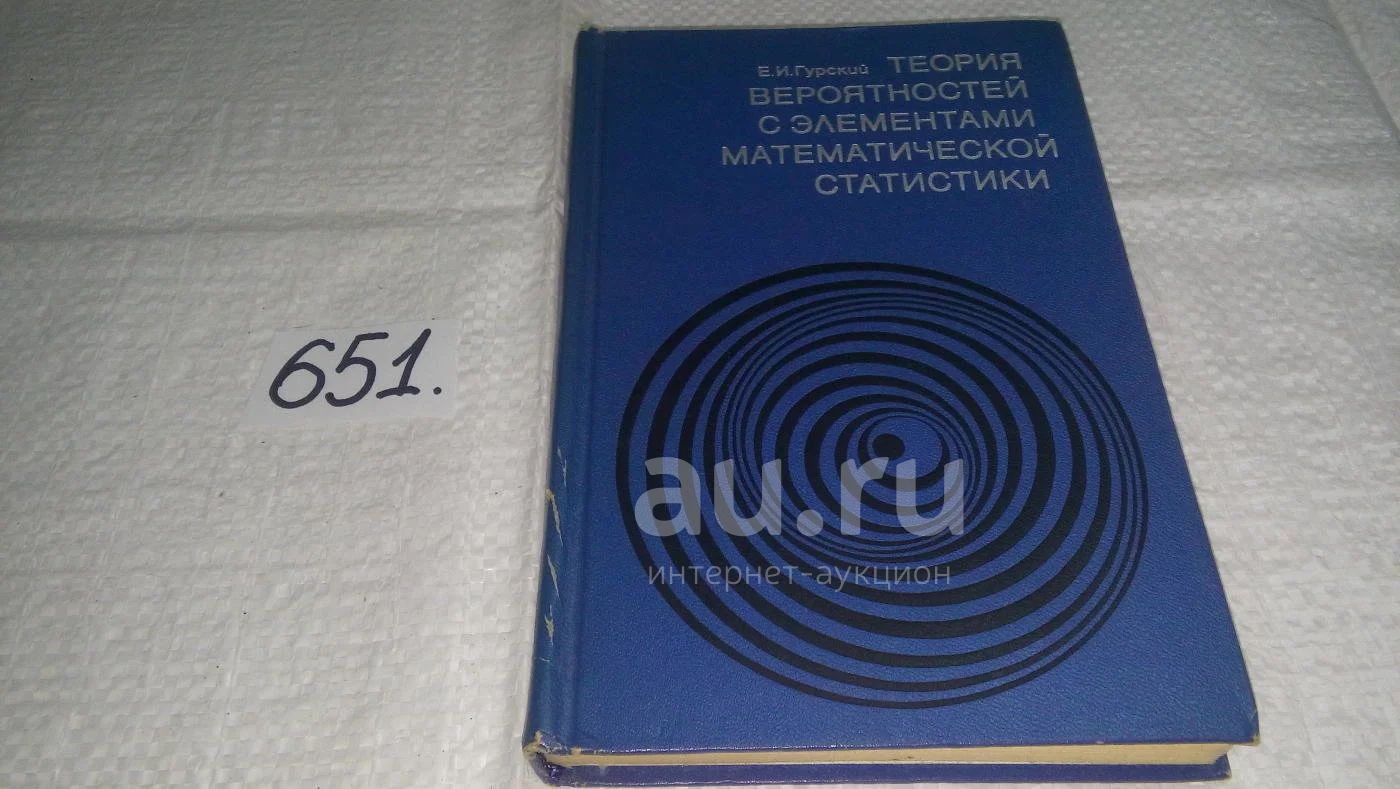 Е.И.Гурский ТЕОРИЯ
ВЕРОЯТНОСТЕЙ
С ЭЛЕМЕНТАМИ
МАТЕМАТИЧЕСКОЙ
СТАТИСТИКИ
651.
au.ru
интернет-аукцион